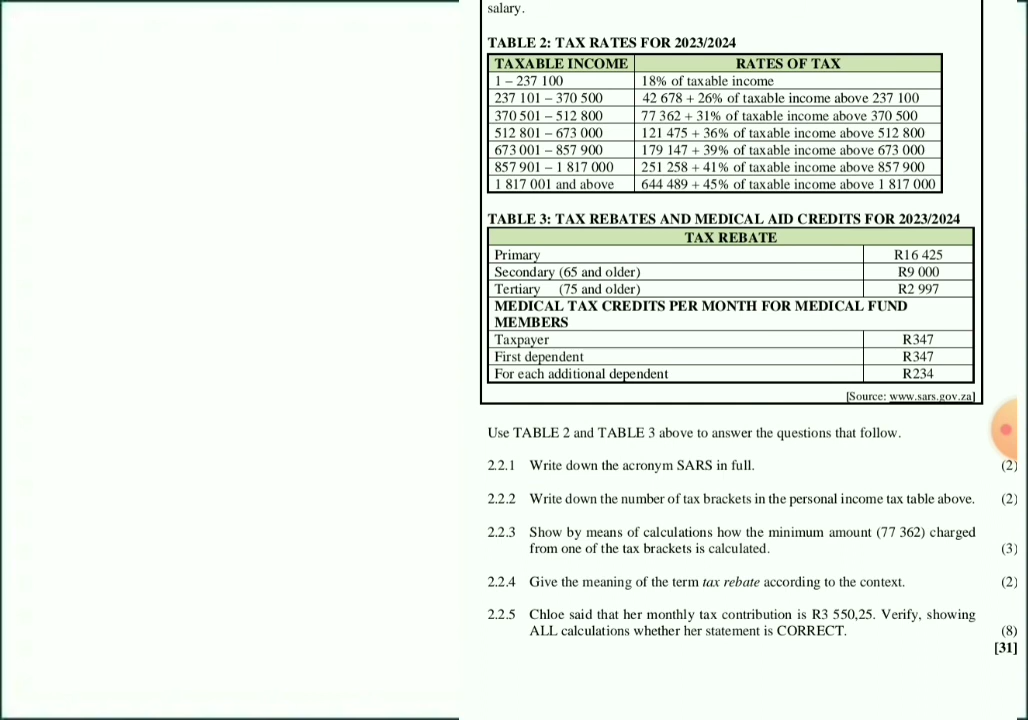 salary.
TABLE 2: TAX RATES FOR 2023/2024
TAXABLE INCOME RATES OF TAX
1 – 237 100 18% of taxable income
237 101 – 370 500 42 678 + 26% of taxable income above 237 100
370 501 – 512 800 77 362 + 31% of taxable income above 370 500
512 801 – 673 000 121 475 + 36% of taxable income above 512 800
673 001 – 857 900 179 147 + 39% of taxable income above 673 000
857 901 – 1 817 000 251 258 + 41% of taxable income above 857 900
1 817 001 and above 644 489 + 45% of taxable income above 1 817 000
TABLE 3: TAX REBATES AND MEDICAL AID CREDITS FOR 2023/2024
TAX REBATE
Primary R16 425
Secondary (65 and older) R9 000
Tertiary (75 and older) R2 997
MEDICAL TAX CREDITS PER MONTH FOR MEDICAL FUND
MEMBERS
Taxpayer R347
First dependent R347
For each additional dependent R234
[Source: www.sars.gov.za]
Use TABLE 2 and TABLE 3 above to answer the questions that follow.
2.2.1 Write down the acronym SARS in full. (2)
2.2.2 Write down the number of tax brackets in the personal income tax table above. (2)
2.2.3 Show by means of calculations how the minimum amount (77 362) charged
from one of the tax brackets is calculated. (3)
2.2.4 Give the meaning of the term tax rebate according to the context. (2)
2.2.5 Chloe said that her monthly tax contribution is R3 550,25. Verify, showing
ALL calculations whether her statement is CORRECT. (8)
[31]